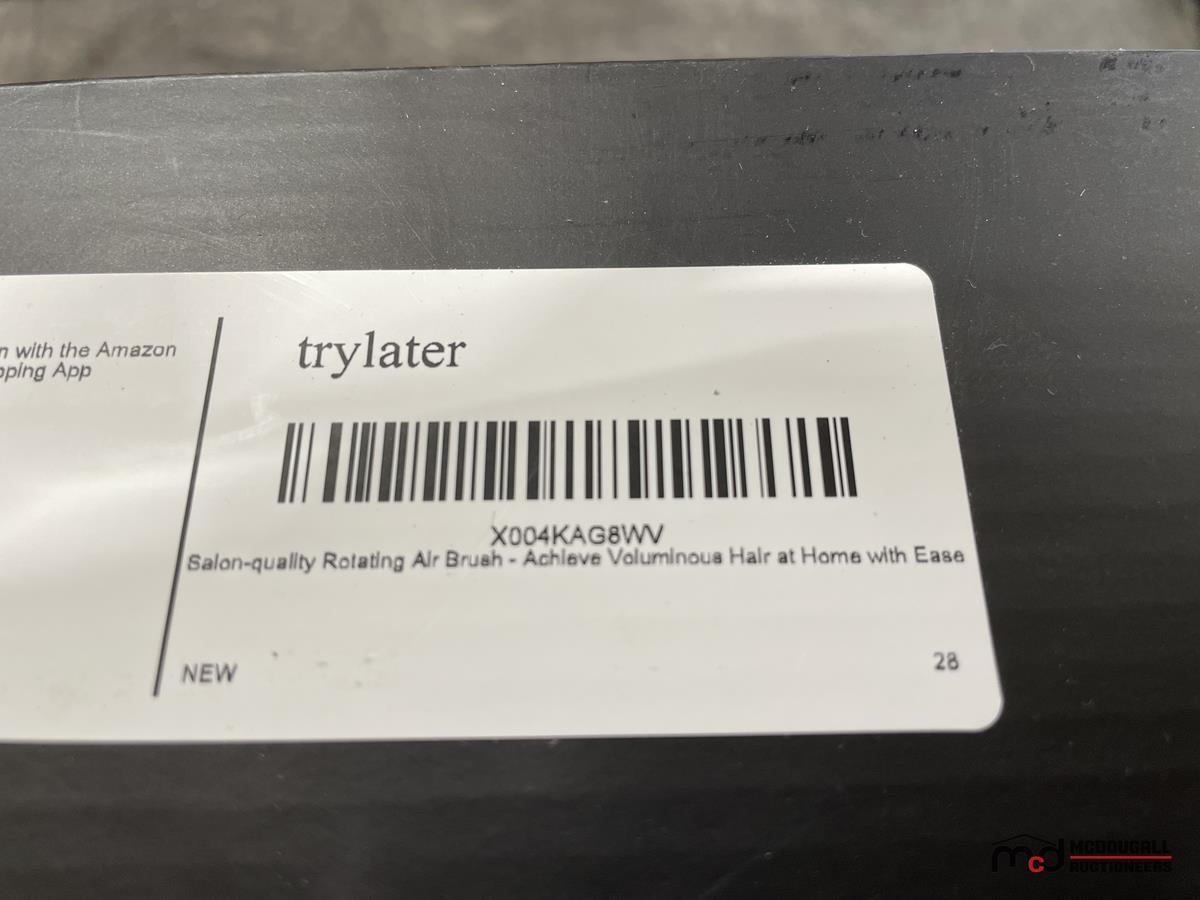 n with the Amazon
pping App
trylater
X004KAG8WV
Salon-quality Rotating Air Brush - Achieve Voluminous Hair at Home with Ease
NEW
28
mcd MCDOUGALL
AUCTIONEERS